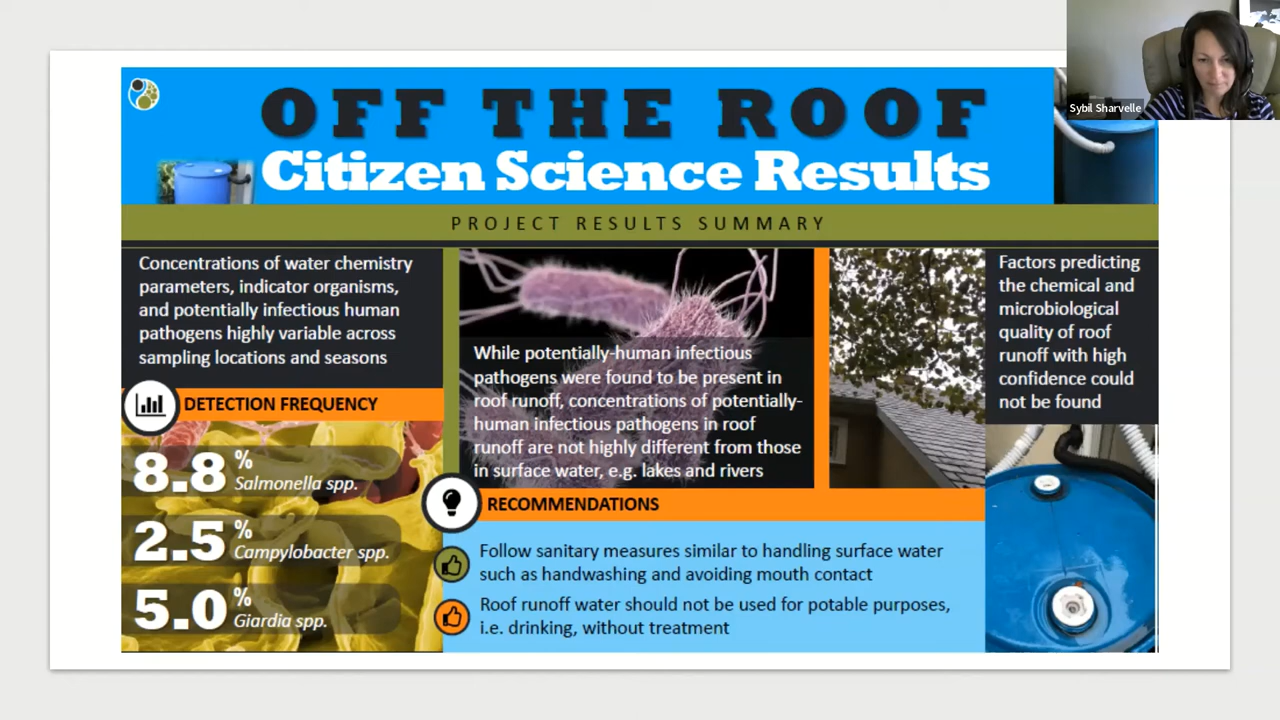 OFF THE ROOF
Citizen Science Results
Sybil Sharvelle
PROJECT RESULTS SUMMARY
Concentrations of water chemistry
parameters, indicator organisms,
and potentially infectious human
pathogens highly variable across
sampling locations and seasons
DETECTION FREQUENCY
8.8 %
Salmonella spp.
2.5 %
Campylobacter spp.
5.0 %
Giardia spp.
While potentially-human infectious
pathogens were found to be present in
roof runoff, concentrations of potentially-
human infectious pathogens in roof
runoff are not highly different from those
in surface water, e.g. lakes and rivers
RECOMMENDATIONS
Follow sanitary measures similar to handling surface water
such as handwashing and avoiding mouth contact
Roof runoff water should not be used for potable purposes,
i.e. drinking, without treatment
Factors predicting
the chemical and
microbiological
quality of roof
runoff with high
confidence could
not be found